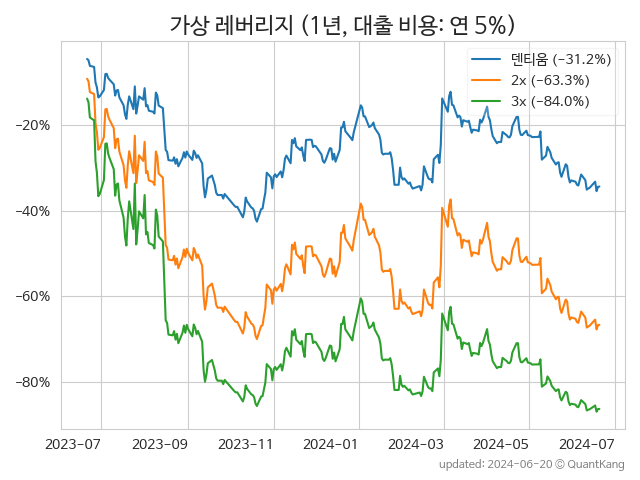 가상 레버리지 (1년, 대출 비용: 연 5%)
덴티움 (−31.2%)
2x (−63.3%)
3x (−84.0%)
−20%
−40%
−60%
−80%
2023−07 2023−09 2023−11 2024−01 2024−03 2024−05 2024−07
updated: 2024−06−20 © QuantKang